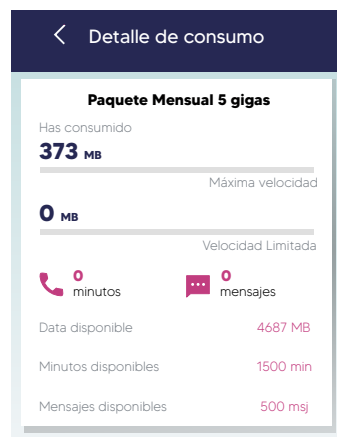 Detalle de consumo
Paquete Mensual 5 gigas
Has consumido
373 MB
Máxima velocidad
0 MB
Velocidad Limitada
0 minutos
0 mensajes
Data disponible 4687 MB
Minutos disponibles 1500 min
Mensajes disponibles 500 msj